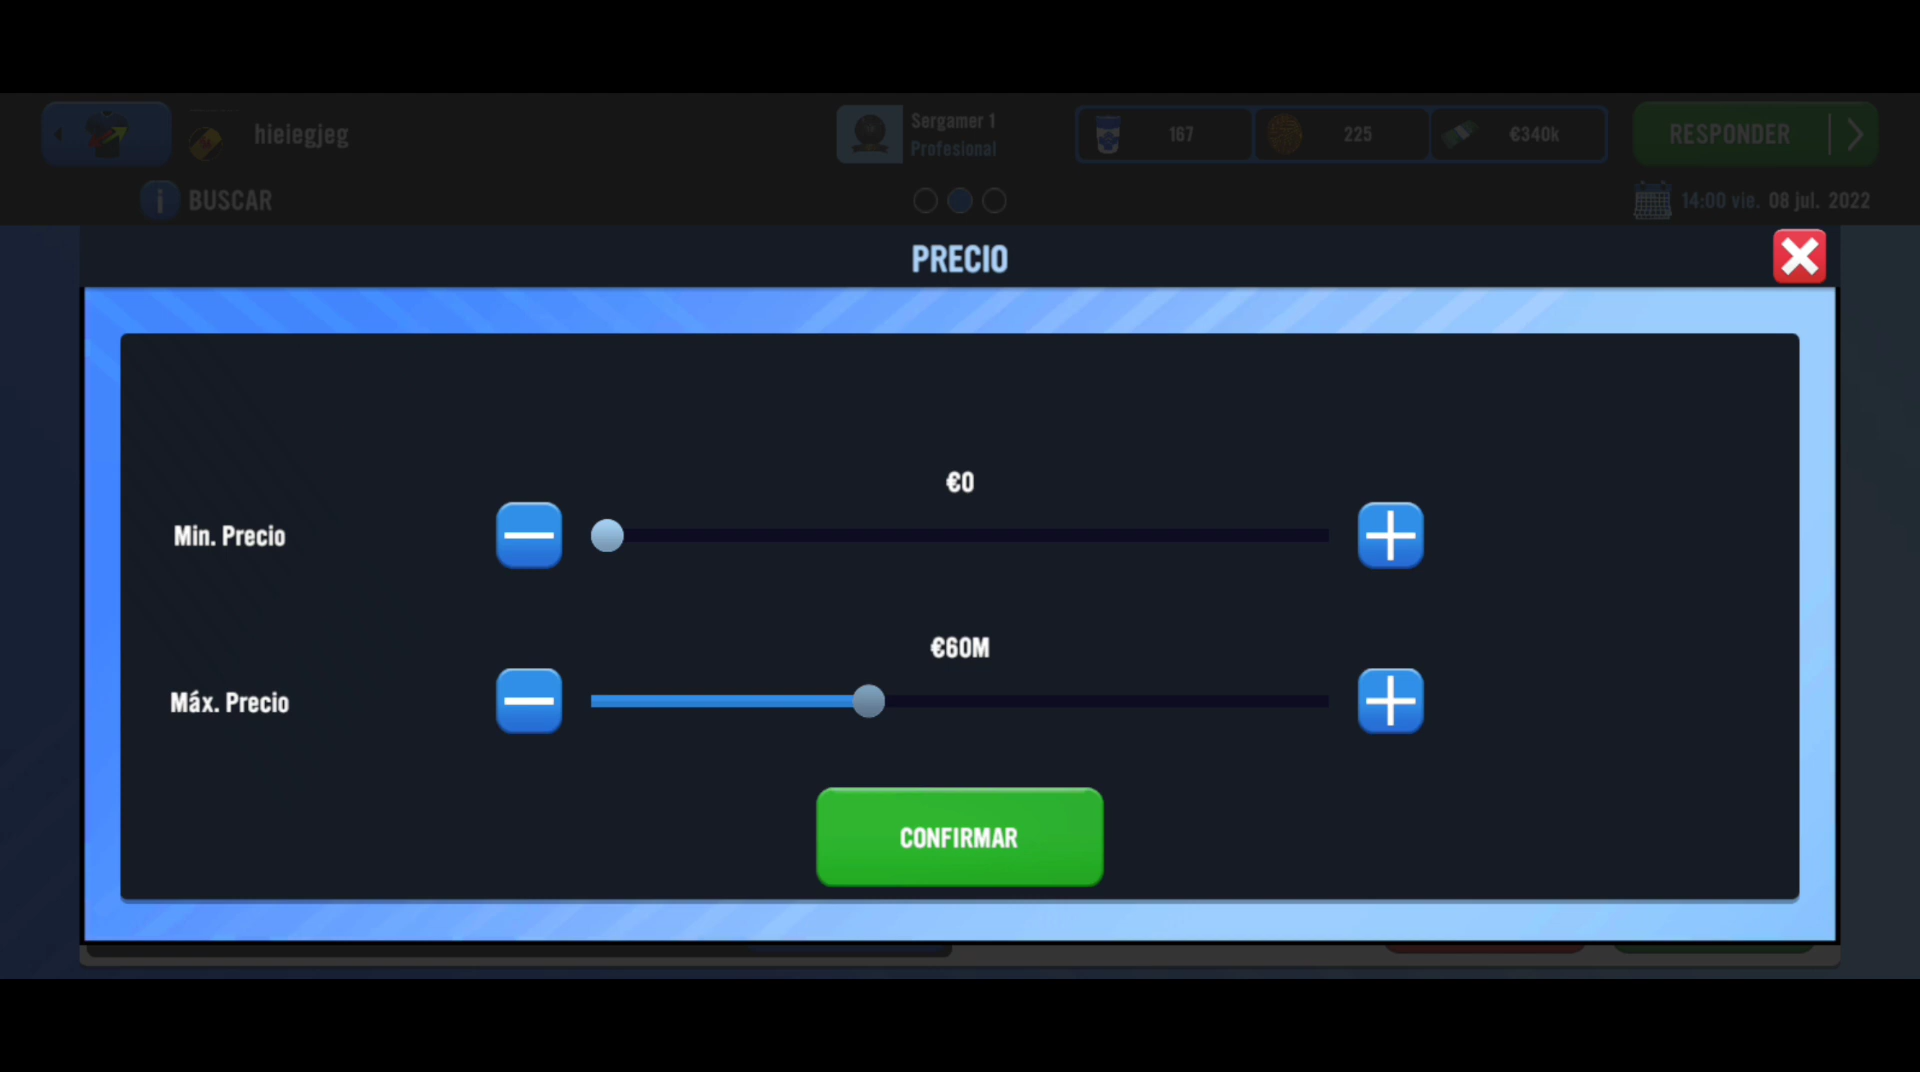 hieiegjeg
Sergamer 1
Profesional
167
225
€340k
RESPONDER
BUSCAR
14:00 vie. 08 jul. 2022
PRECIO
€0
Min. Precio
€60M
Máx. Precio
CONFIRMAR